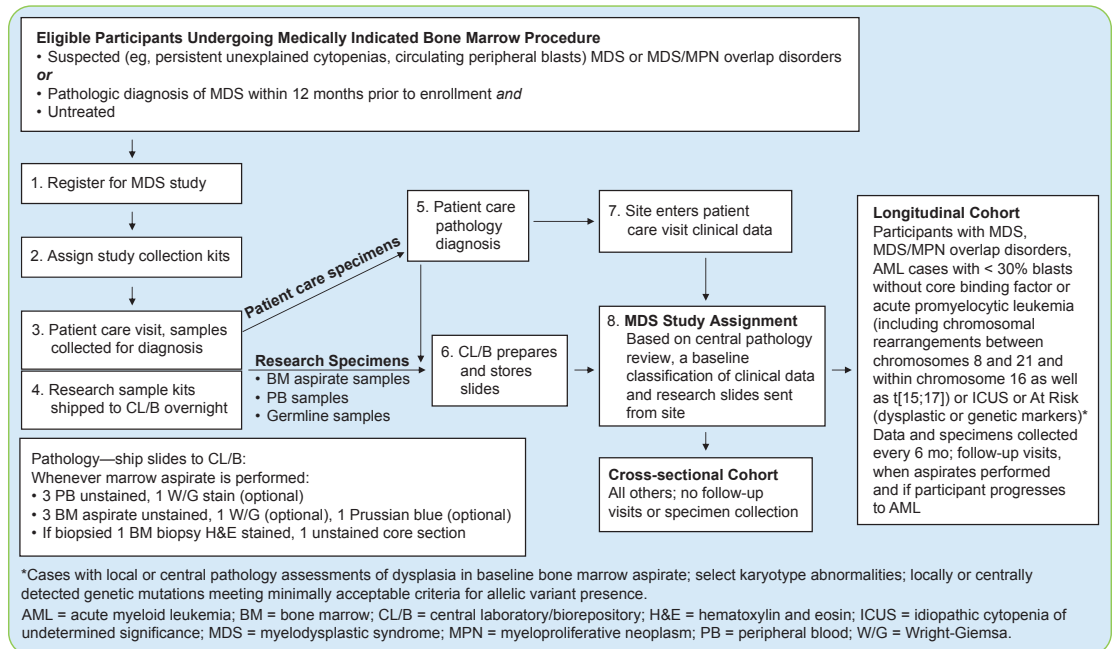 Eligible Participants Undergoing Medically Indicated Bone Marrow Procedure
• Suspected (eg, persistent unexplained cytopenias, circulating peripheral blasts) MDS or MDS/MPN overlap disorders
or
• Pathologic diagnosis of MDS within 12 months prior to enrollment and
• Untreated
1. Register for MDS study
2. Assign study collection kits
3. Patient care visit, samples
collected for diagnosis
4. Research sample kits
shipped to CL/B overnight
Patient care specimens
Research Specimens
• BM aspirate samples
• PB samples
• Germline samples
5. Patient care
pathology
diagnosis
6. CL/B prepares
and stores
slides
7. Site enters patient
care visit clinical data
8. MDS Study Assignment
Based on central pathology
review, a baseline
classification of clinical data
and research slides sent
from site
Longitudinal Cohort
Participants with MDS,
MDS/MPN overlap disorders,
AML cases with < 30% blasts
without core binding factor or
acute promyelocytic leukemia
(including chromosomal
rearrangements between
chromosomes 8 and 21 and
within chromosome 16 as well
as t[15;17]) or ICUS or At Risk
(dysplastic or genetic markers)*
Data and specimens collected
every 6 mo; follow-up visits,
when aspirates performed
and if participant progresses
to AML
Cross-sectional Cohort
All others; no follow-up
visits or specimen collection
Pathology—ship slides to CL/B:
Whenever marrow aspirate is performed:
• 3 PB unstained, 1 W/G stain (optional)
• 3 BM aspirate unstained, 1 W/G (optional), 1 Prussian blue (optional)
• If biopsied 1 BM biopsy H&E stained, 1 unstained core section
*Cases with local or central pathology assessments of dysplasia in baseline bone marrow aspirate; select karyotype abnormalities; locally or centrally
detected genetic mutations meeting minimally acceptable criteria for allelic variant presence.
AML = acute myeloid leukemia; BM = bone marrow; CL/B = central laboratory/biorepository; H&E = hematoxylin and eosin; ICUS = idiopathic cytopenia of
undetermined significance; MDS = myelodysplastic syndrome; MPN = myeloproliferative neoplasm; PB = peripheral blood; W/G = Wright-Giemsa.